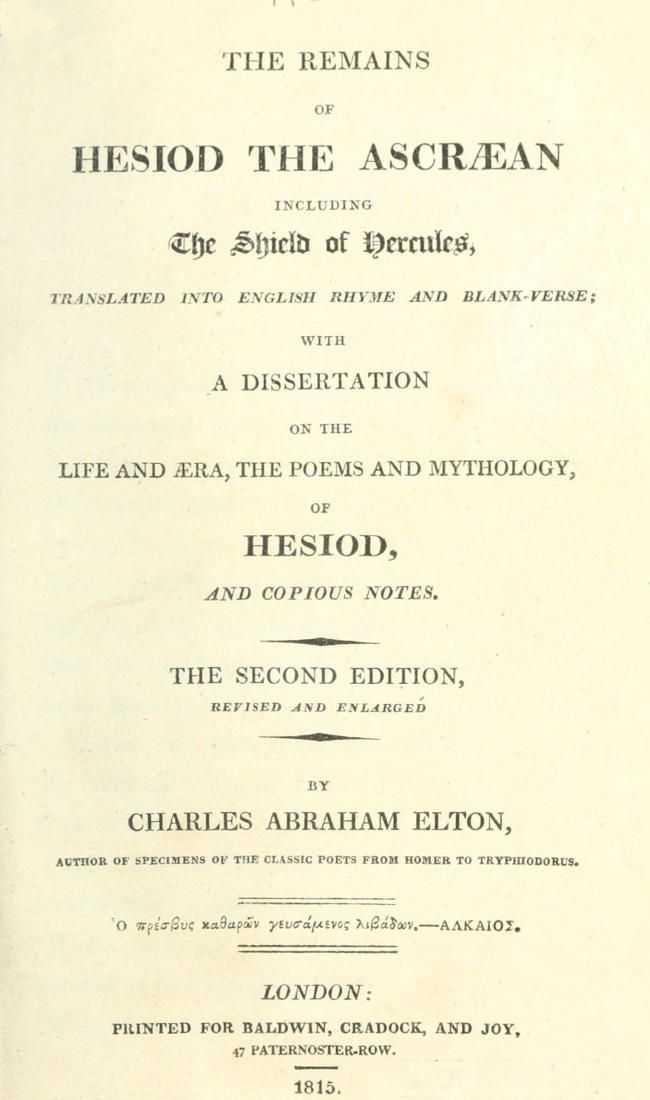 THE REMAINS
OF
HESIOD THE ASCRÆAN
INCLUDING
The Shield of Hercules,
TRANSLATED INTO ENGLISH RHYME AND BLANK-VERSE;
WITH
A DISSERTATION
ON THE
LIFE AND ÆRA, THE POEMS AND MYTHOLOGY,
OF
HESIOD,
AND COPIOUS NOTES.
THE SECOND EDITION,
REVISED AND ENLARGED
BY
CHARLES ABRAHAM ELTON,
AUTHOR OF SPECIMENS OF THE CLASSIC POETS FROM HOMER TO TRYPHIODORUS.
Ὁ πρέσβυς καθαρῶν γευσάμενος λιβάδων.—ΑΛΚΑΙΟΣ.
LONDON:
PRINTED FOR BALDWIN, CRADOCK, AND JOY,
47 PATERNOSTER-ROW.
1815.